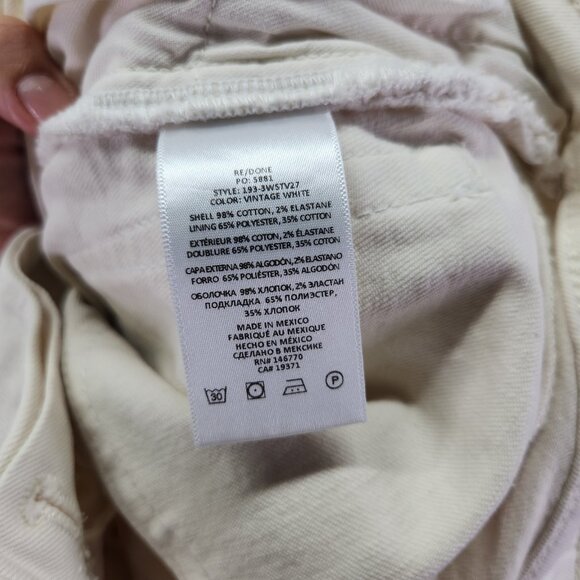 RE/DONE
PO: 5881
STYLE: 193-3WSTV27
COLOR: VINTAGE WHITE
SHELL 98% COTTON, 2% ELASTANE
LINING 65% POLYESTER, 35% COTTON
EXTÉRIEUR 98% COTON, 2% ELASTANE
DOUBLURE 65% POLYESTER, 35% COTON
CAPA EXTERNA 98% ALGODÓN, 2% ELASTANO
FORRO 65% POLIÉSTER, 35% ALGODÓN
ОБОЛОЧКА 98% ХЛОПОК, 2% ЭЛАСТАН
ПОДКЛАДКА 65% ПОЛИЭСТЕР,
35% ХЛОПОК
MADE IN MEXICO
FABRIQUÉ AU MEXIQUE
HECHO EN MÉXICO
СДЕЛАНО В МЕКСИКЕ
RN# 146770
CA# 19371
30 P